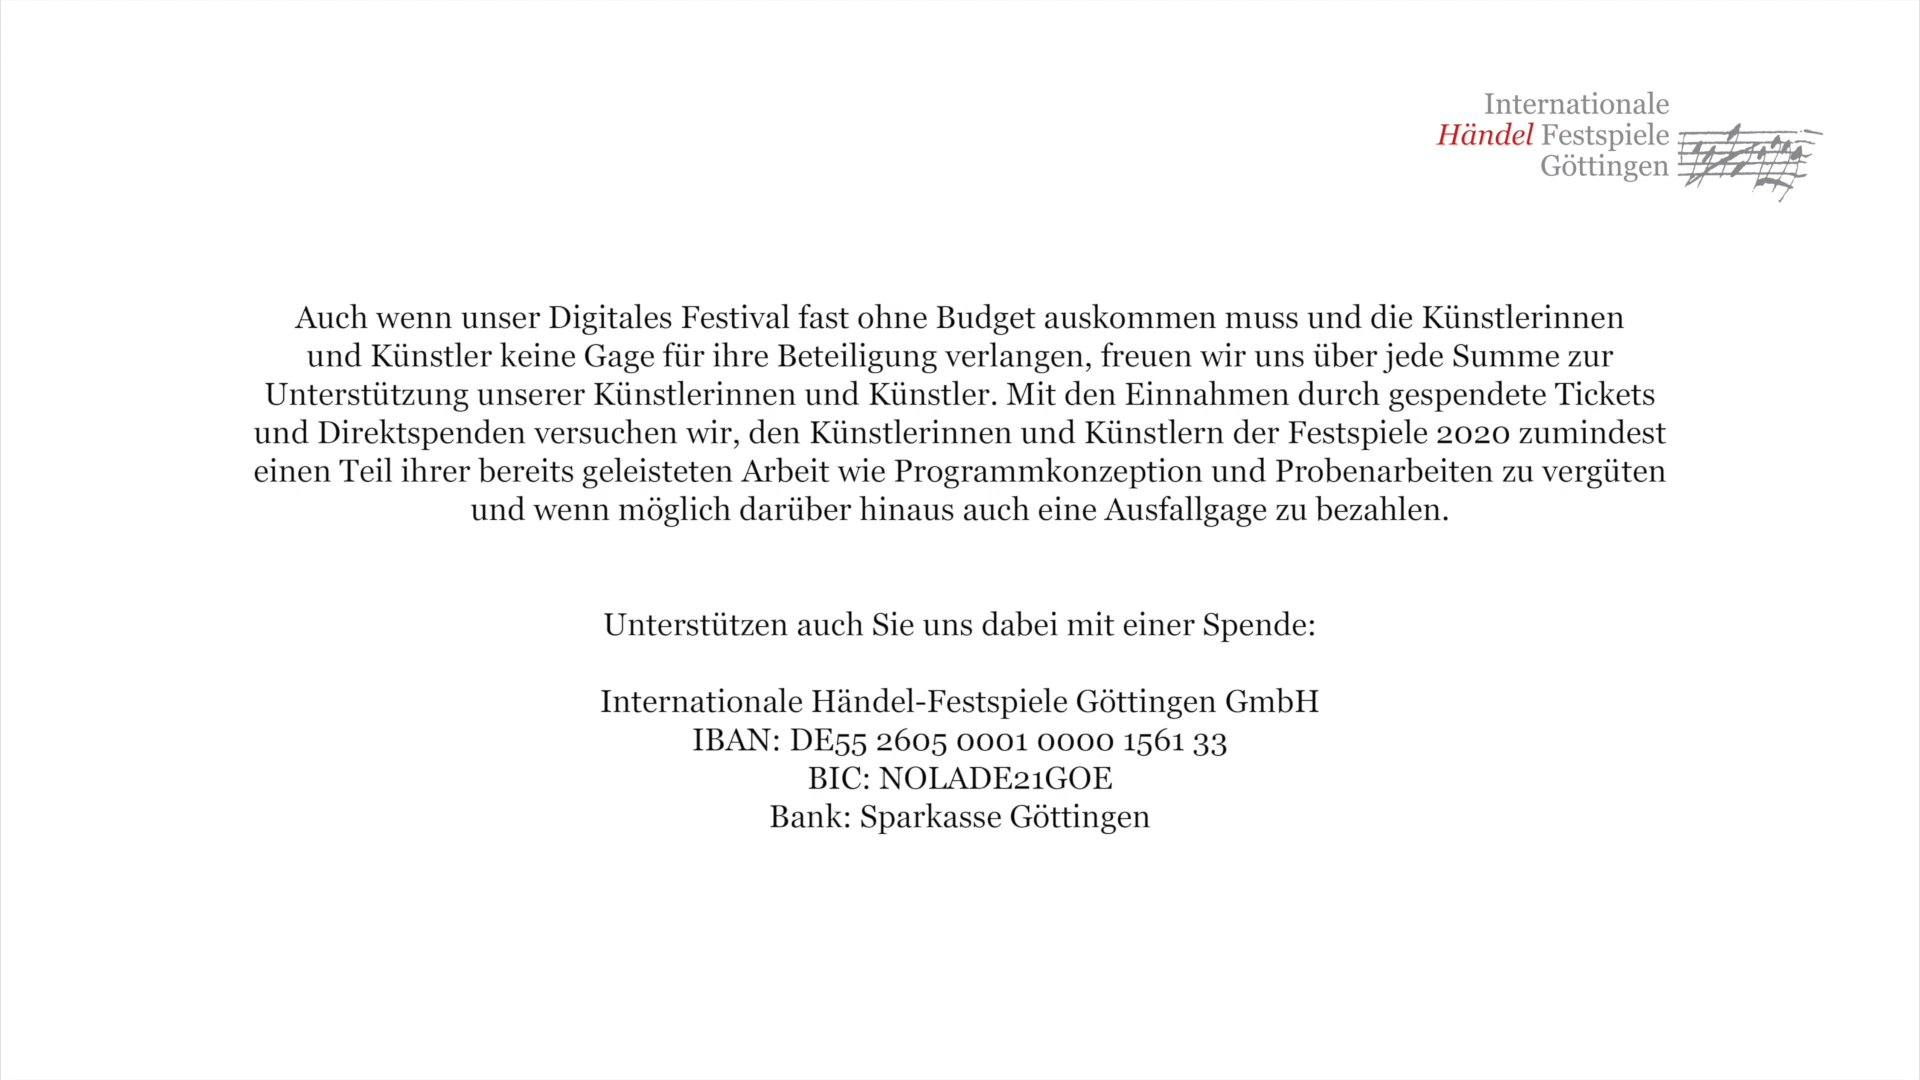 Internationale
Händel Festspiele
Göttingen
Auch wenn unser Digitales Festival fast ohne Budget auskommen muss und die Künstlerinnen
und Künstler keine Gage für ihre Beteiligung verlangen, freuen wir uns über jede Summe zur
Unterstützung unserer Künstlerinnen und Künstler. Mit den Einnahmen durch gespendete Tickets
und Direktspenden versuchen wir, den Künstlerinnen und Künstlern der Festspiele 2020 zumindest
einen Teil ihrer bereits geleisteten Arbeit wie Programmkonzeption und Probenarbeiten zu vergüten
und wenn möglich darüber hinaus auch eine Ausfallgage zu bezahlen.
Unterstützen auch Sie uns dabei mit einer Spende:
Internationale Händel-Festspiele Göttingen GmbH
IBAN: DE55 2605 0001 0000 1561 33
BIC: NOLADE21GOE
Bank: Sparkasse Göttingen